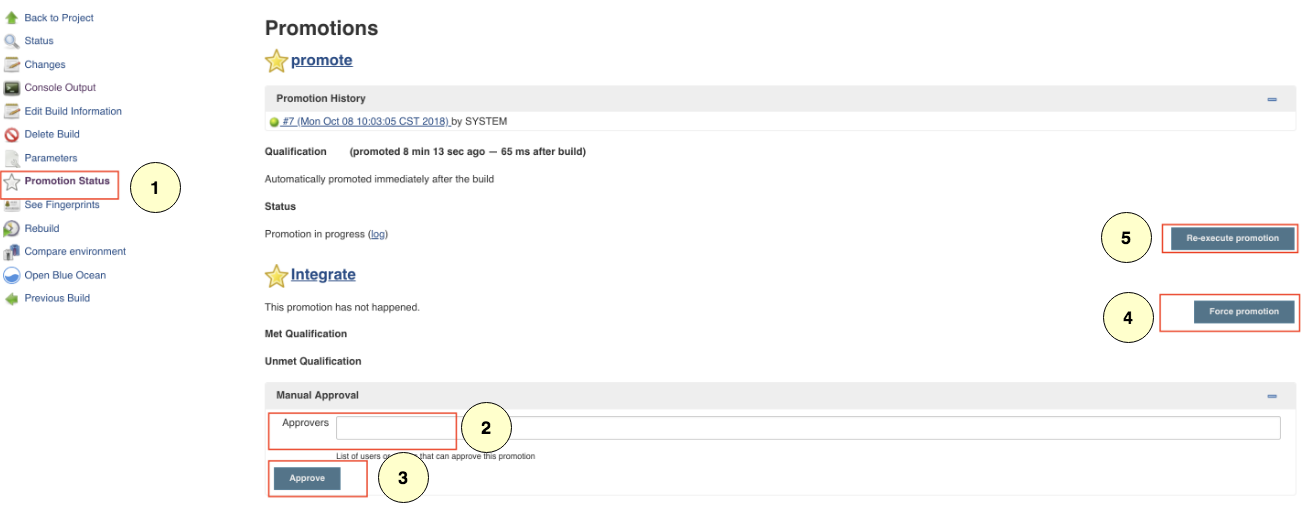 Back to Project
Status
Changes
Console Output
Edit Build Information
Delete Build
Parameters
Promotion Status
1
See Fingerprints
Rebuild
Compare environment
Open Blue Ocean
Previous Build
Promotions
promote
Promotion History
#7 (Mon Oct 08 10:03:05 CST 2018) by SYSTEM
Qualification (promoted 8 min 13 sec ago — 65 ms after build)
Automatically promoted immediately after the build
Status
Promotion in progress (log)
5
Re-execute promotion
Integrate
This promotion has not happened.
4
Force promotion
Met Qualification
Unmet Qualification
Manual Approval
Approvers
2
List of users that can approve this promotion
Approve
3